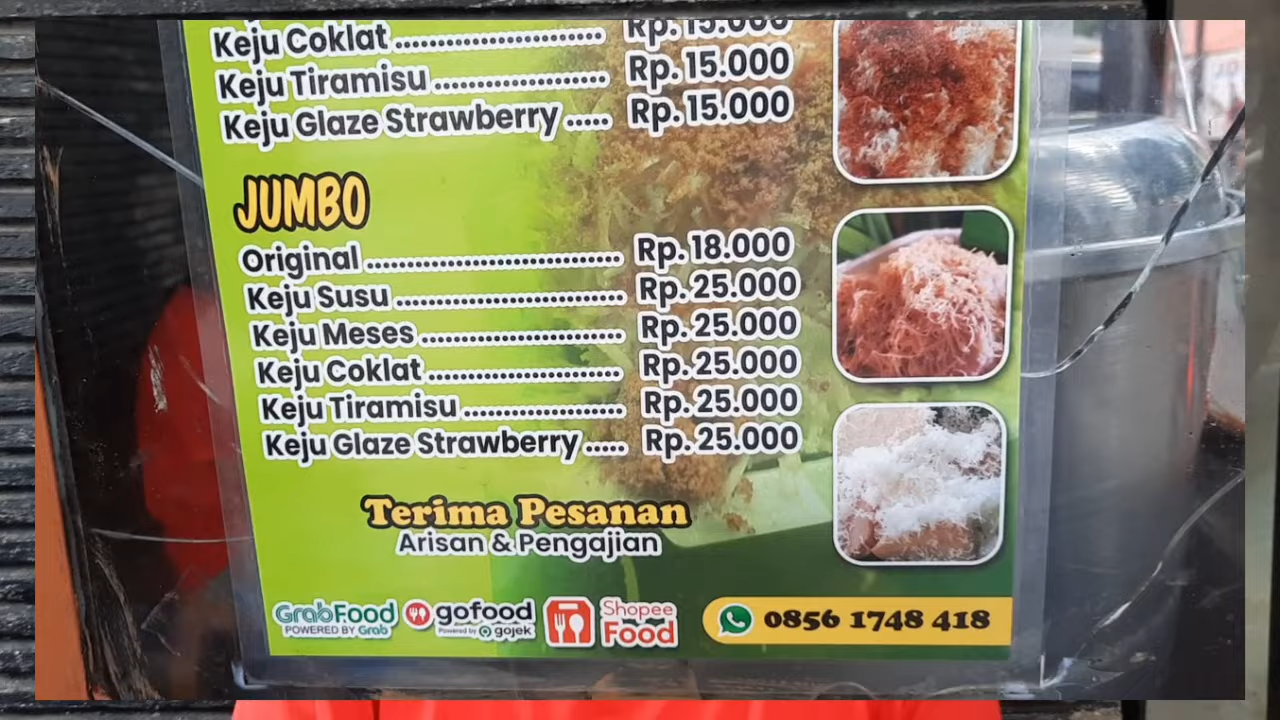 Keju Coklat ............................ Rp. 15.000
Keju Tiramisu ....................... Rp. 15.000
Keju Glaze Strawberry ..... Rp. 15.000
JUMBO
Original ................................... Rp. 18.000
Keju Susu ............................... Rp. 25.000
Keju Meses ........................... Rp. 25.000
Keju Coklat .......................... Rp. 25.000
Keju Tiramisu ..................... Rp. 25.000
Keju Glaze Strawberry ..... Rp. 25.000
Terima Pesanan
Arisan & Pengajian
GrabFood
POWERED BY Grab
gofood
Powered by gojek
Shopee
Food
0856 1748 418